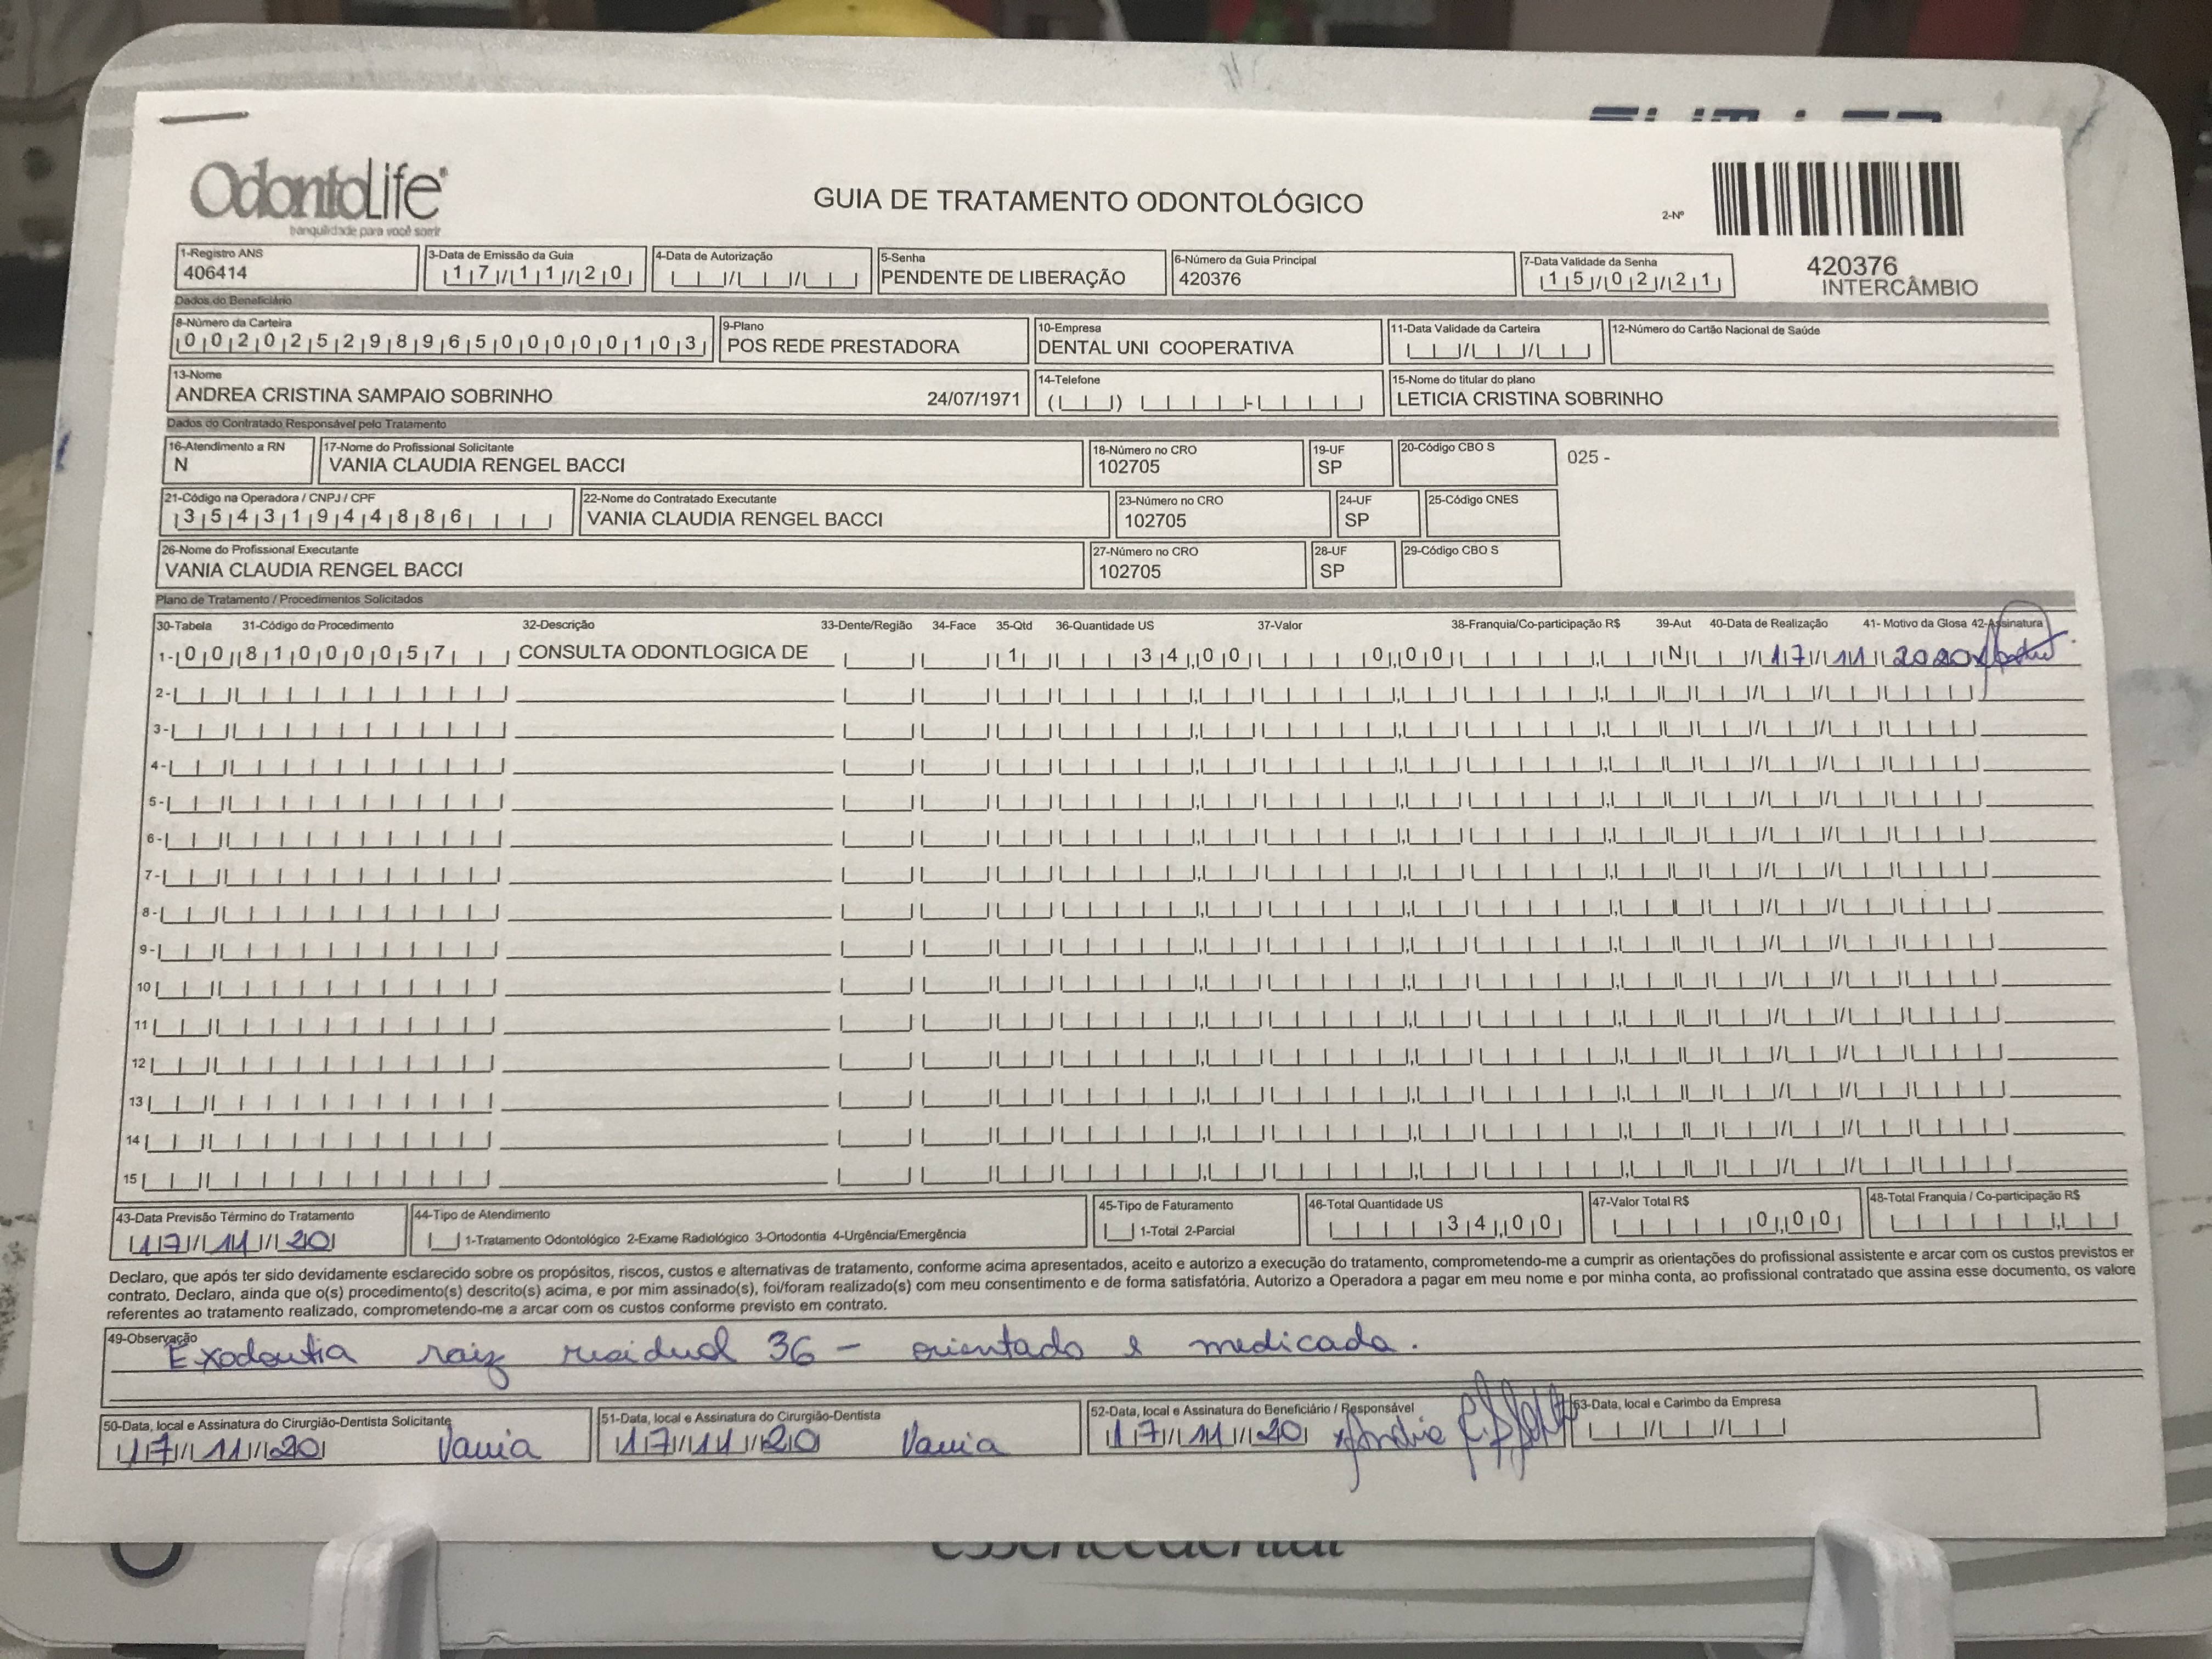 OdontoLife®
tranquilidade para você sorrir
GUIA DE TRATAMENTO ODONTOLÓGICO
2-Nº
420376
INTERCÂMBIO
1-Registro ANS
406414
3-Data de Emissão da Guia
17/11/20
4-Data de Autorização
5-Senha
PENDENTE DE LIBERAÇÃO
6-Número da Guia Principal
420376
7-Data Validade da Senha
15/02/21
Dados do Beneficiário
8-Número da Carteira
00202529896500000103
9-Plano
POS REDE PRESTADORA
10-Empresa
DENTAL UNI COOPERATIVA
11-Data Validade da Carteira
12-Número do Cartão Nacional de Saúde
13-Nome
ANDREA CRISTINA SAMPAIO SOBRINHO 24/07/1971
14-Telefone
15-Nome do titular do plano
LETICIA CRISTINA SOBRINHO
Dados do Contratado Responsável pelo Tratamento
16-Atendimento a RN
N
17-Nome do Profissional Solicitante
VANIA CLAUDIA RENGEL BACCI
18-Número no CRO
102705
19-UF
SP
20-Código CBO S
025 -
21-Código na Operadora / CNPJ / CPF
35431944886
22-Nome do Contratado Executante
VANIA CLAUDIA RENGEL BACCI
23-Número no CRO
102705
24-UF
SP
25-Código CNES
26-Nome do Profissional Executante
VANIA CLAUDIA RENGEL BACCI
27-Número no CRO
102705
28-UF
SP
29-Código CBO S
Plano de Tratamento / Procedimentos Solicitados
30-Tabela 31-Código do Procedimento 32-Descrição 33-Dente/Região 34-Face 35-Qtd 36-Quantidade US 37-Valor 38-Franquia/Co-participação R$ 39-Aut 40-Data de Realização 41- Motivo da Glosa 42-Assinatura
1- 00 81000057 CONSULTA ODONTLOGICA DE 1 34,00 0,00 N 17/11/2020
2-
3-
4-
5-
6-
7-
8-
9-
10
11
12
13
14
15
43-Data Previsão Término do Tratamento
17/11/20
44-Tipo de Atendimento
1-Tratamento Odontológico 2-Exame Radiológico 3-Ortodontia 4-Urgência/Emergência
45-Tipo de Faturamento
1-Total 2-Parcial
46-Total Quantidade US
34,00
47-Valor Total R$
0,00
48-Total Franquia / Co-participação R$
Declaro, que após ter sido devidamente esclarecido sobre os propósitos, riscos, custos e alternativas de tratamento, conforme acima apresentados, aceito e autorizo a execução do tratamento, comprometendo-me a cumprir as orientações do profissional assistente e arcar com os custos previstos er
contrato. Declaro, ainda que o(s) procedimento(s) descrito(s) acima, e por mim assinado(s), foi/foram realizado(s) com meu consentimento e de forma satisfatória. Autorizo a Operadora a pagar em meu nome e por minha conta, ao profissional contratado que assina esse documento, os valore
referentes ao tratamento realizado, comprometendo-me a arcar com os custos conforme previsto em contrato.
49-Observação
Exodontia raiz residual 36 - orientado e medicada.
50-Data, local e Assinatura do Cirurgião-Dentista Solicitante
17/11/20 Vania
51-Data, local e Assinatura do Cirurgião-Dentista
17/11/20 Vania
52-Data, local e Assinatura do Beneficiário / Responsável
17/11/20
53-Data, local e Carimbo da Empresa